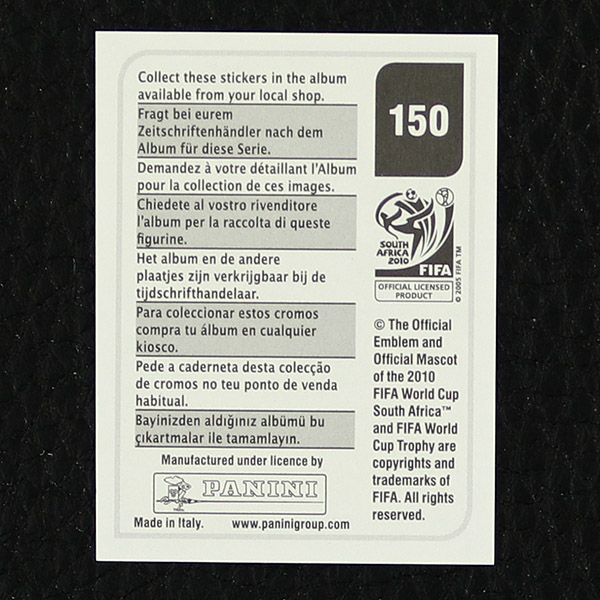 Collect these stickers in the album
available from your local shop.
Fragt bei eurem
Zeitschriftenhändler nach dem
Album für diese Serie.
Demandez à votre détaillant l'Album
pour la collection de ces images.
Chiedete al vostro rivenditore
l'album per la raccolta di queste
figurine.
Het album en de andere
plaatjes zijn verkrijgbaar bij de
tijdschrifthandelaar.
Para coleccionar estos cromos
compra tu álbum en cualquier
kiosco.
Pede a caderneta desta colecção
de cromos no teu ponto de venda
habitual.
Bayinizden aldığınız albümü bu
çıkartmalar ile tamamlayın.
Manufactured under licence by
PANINI
Made in Italy. www.paninigroup.com
150
SOUTH
AFRICA
2010
FIFA
© 2005 FIFA TM
OFFICIAL LICENSED
PRODUCT
© The Official
Emblem and
Official Mascot
of the 2010
FIFA World Cup
South Africa™
and FIFA World
Cup Trophy are
copyrights and
trademarks of
FIFA. All rights
reserved.